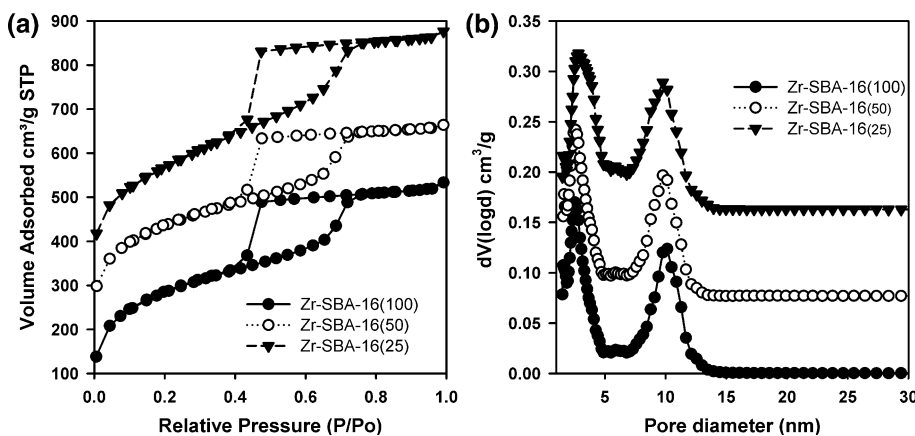 (a)
900
800
700
600
500
400
300
200
100
Volume Adsorbed cm³/g STP
Zr-SBA-16(100)
Zr-SBA-16(50)
Zr-SBA-16(25)
0.0 0.2 0.4 0.6 0.8 1.0
Relative Pressure (P/Po)
(b)
0.35
0.30
0.25
0.20
0.15
0.10
0.05
0.00
dV(logd) cm³/g
Zr-SBA-16(100)
Zr-SBA-16(50)
Zr-SBA-16(25)
5 10 15 20 25 30
Pore diameter (nm)